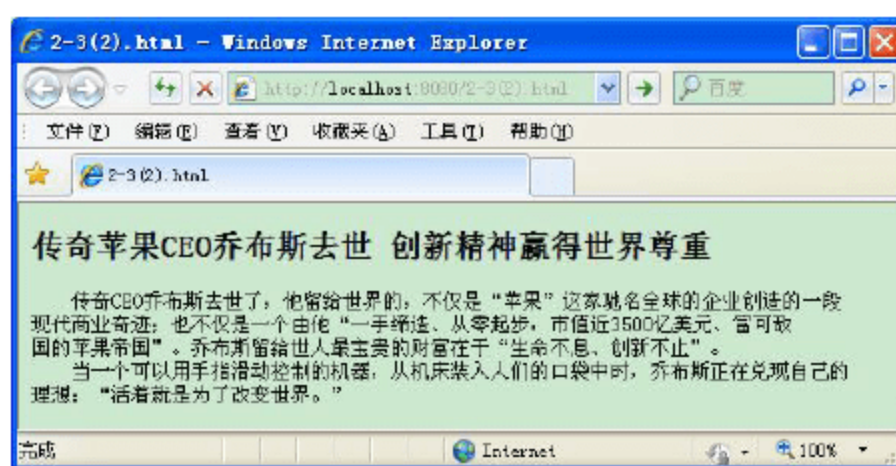 2-3(2).html - Windows Internet Explorer
http://localhost:8080/2-3(2).html
百度
文件(F) 编辑(E) 查看(V) 收藏夹(A) 工具(T) 帮助(H)
2-3(2).html
传奇苹果CEO乔布斯去世 创新精神赢得世界尊重
传奇CEO乔布斯去世了，他留给世界的，不仅是“苹果”这家驰名全球的企业创造的一段
现代商业奇迹；也不仅是一个由他“一手缔造、从零起步，市值近3500亿美元、富可敌
国的苹果帝国”。乔布斯留给世人最宝贵的财富在于“生命不息、创新不止”。
当一个可以用手指滑动控制的机器，从机床装入人们的口袋中时，乔布斯正在兑现自己的
理想：“活着就是为了改变世界。”
完成 Internet 100%